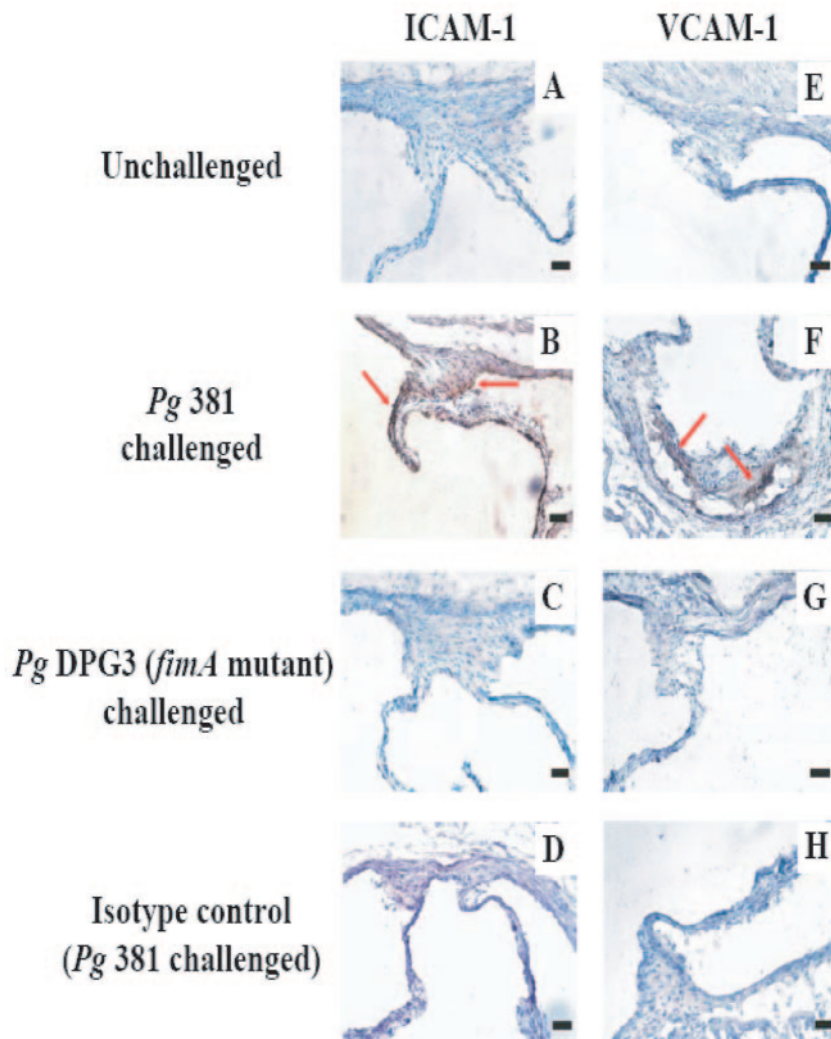 ICAM-1 VCAM-1
A E
Unchallenged
B F
Pg 381
challenged
C G
Pg DPG3 (fimA mutant)
challenged
D H
Isotype control
(Pg 381 challenged)